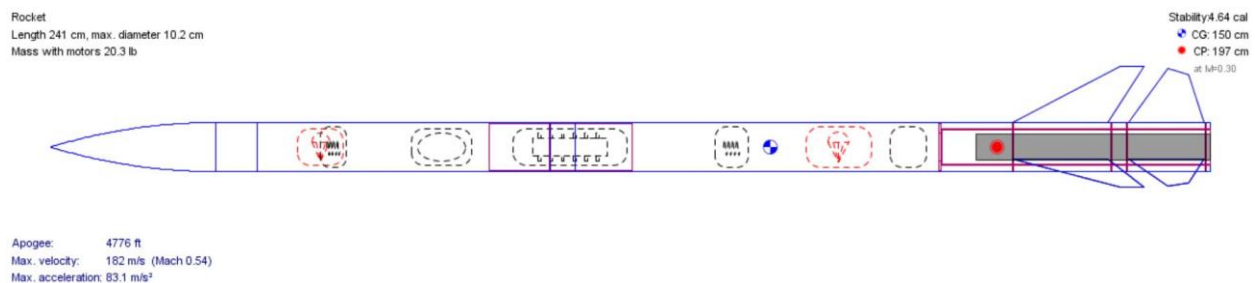 Rocket
Length 241 cm, max. diameter 10.2 cm
Mass with motors 20.3 lb
Stability:4.64 cal
CG: 150 cm
CP: 197 cm
at M=0.30
Apogee: 4776 ft
Max. velocity: 182 m/s (Mach 0.54)
Max. acceleration: 83.1 m/s²